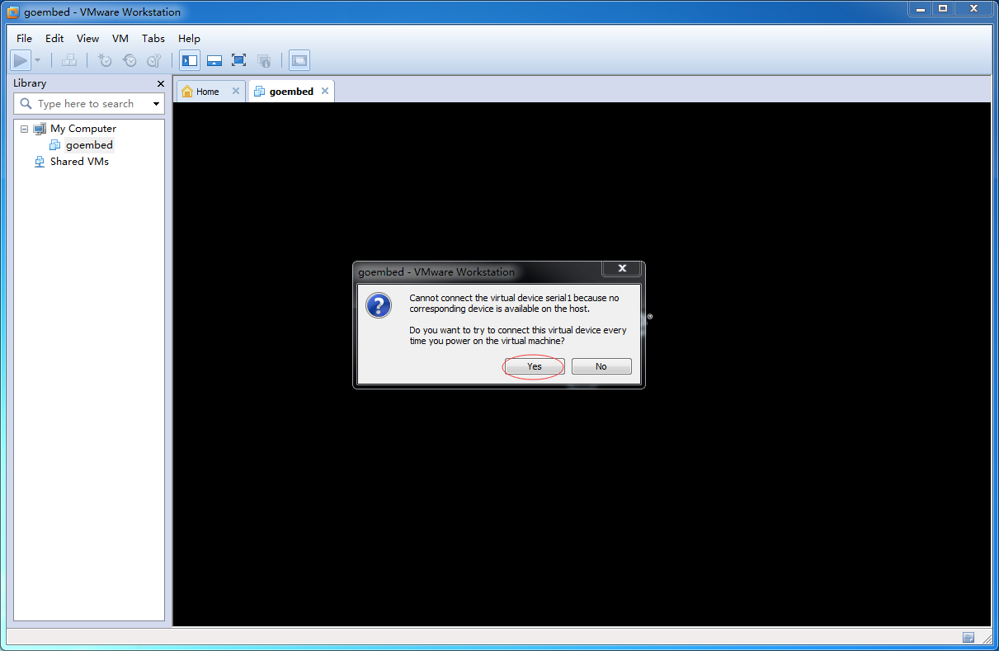 goembed - VMware Workstation
File Edit View VM Tabs Help
Library
Home
goembed
Type here to search
My Computer
goembed
Shared VMs
goembed - VMware Workstation
Cannot connect the virtual device serial1 because no
corresponding device is available on the host.
Do you want to try to connect this virtual device every
time you power on the virtual machine?
Yes
No
®